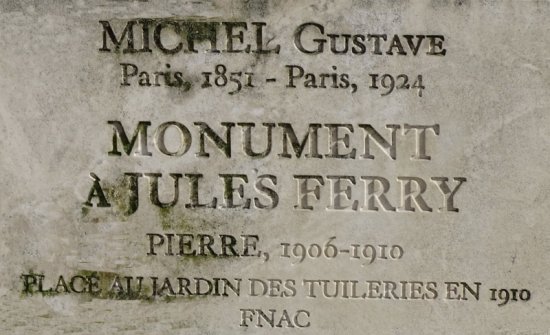 MICHEL GUSTAVE
Paris, 1851 - Paris, 1924
MONUMENT
À JULES FERRY
PIERRE, 1906-1910
PLACÉ AU JARDIN DES TUILERIES EN 1910
FNAC